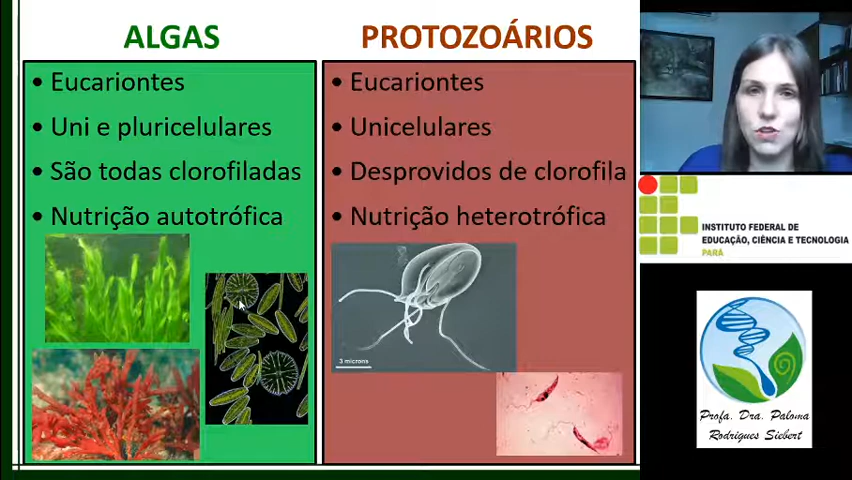 ALGAS
• Eucariontes
• Uni e pluricelulares
• São todas clorofiladas
• Nutrição autotrófica
PROTOZOÁRIOS
• Eucariontes
• Unicelulares
• Desprovidos de clorofila
• Nutrição heterotrófica
3 microns
INSTITUTO FEDERAL DE
EDUCAÇÃO, CIÊNCIA E TECNOLOGIA
PARÁ
Profa. Dra. Paloma
Rodrigues Siebert